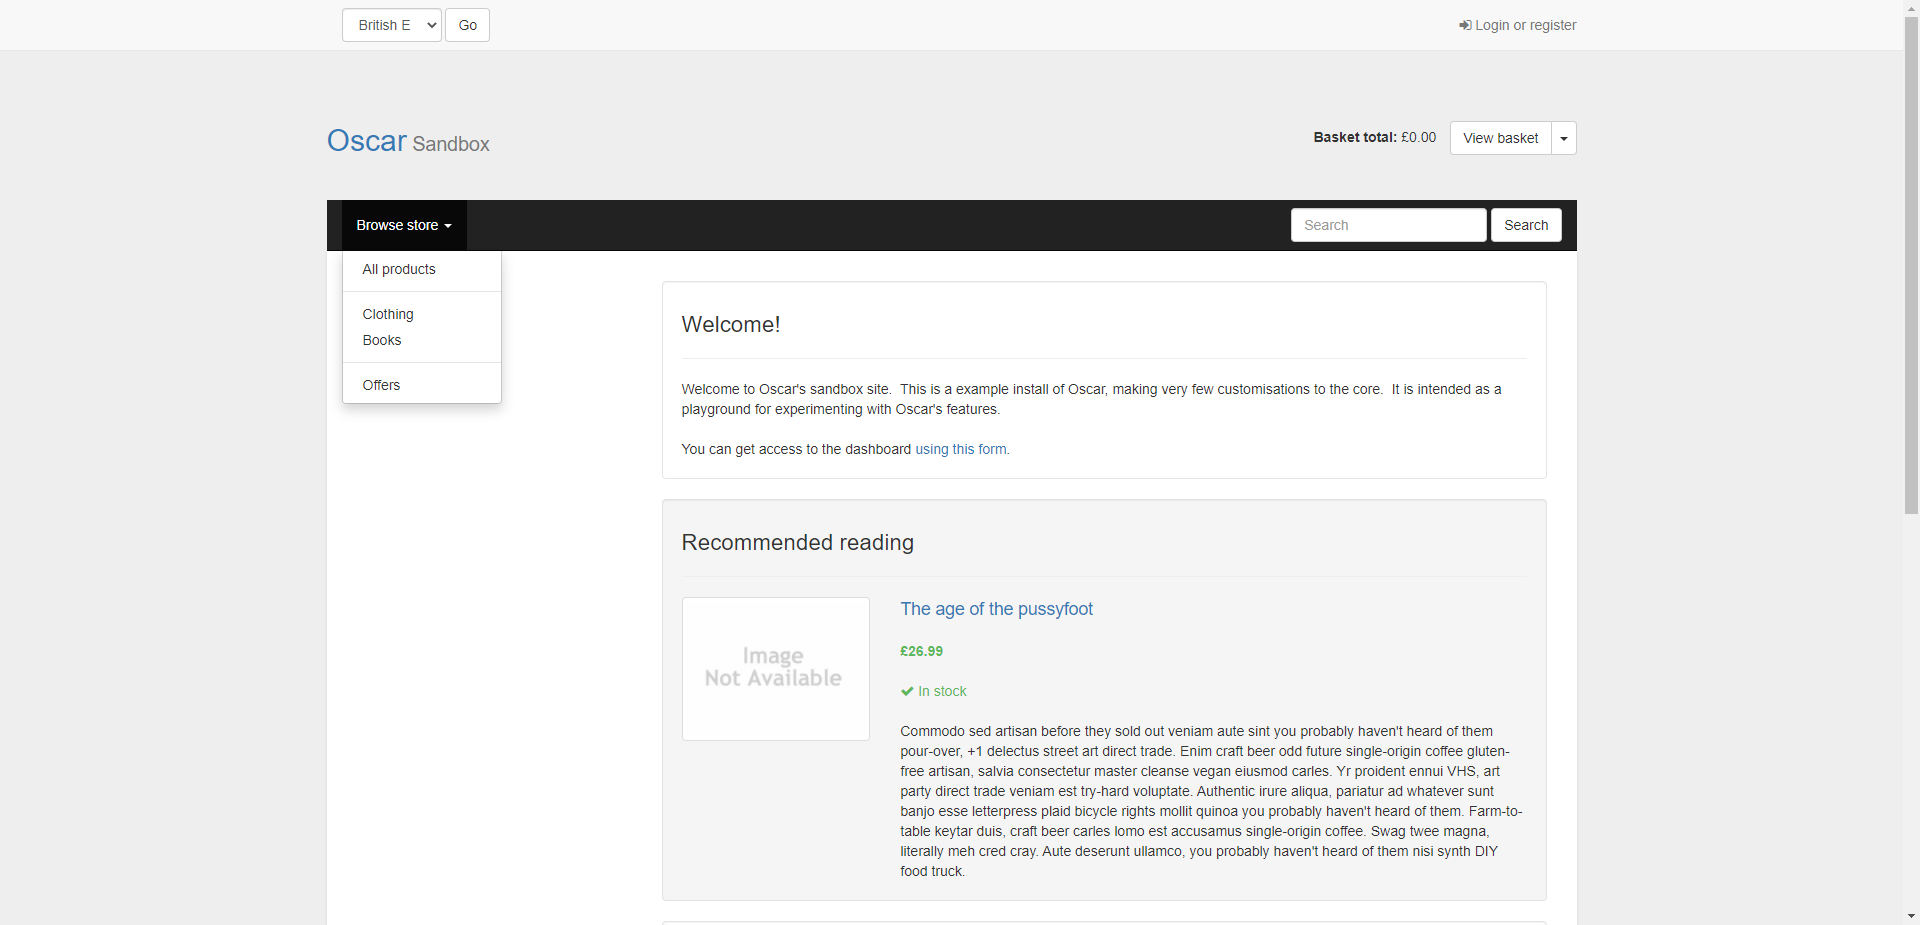 British E
Go
Login or register
Oscar Sandbox
Basket total: £0.00
View basket
Browse store
Search
Search
All products
Clothing
Books
Offers
Welcome!
Welcome to Oscar's sandbox site.  This is a example install of Oscar, making very few customisations to the core.  It is intended as a
playground for experimenting with Oscar's features.
You can get access to the dashboard using this form.
Recommended reading
Image
Not Available
The age of the pussyfoot
£26.99
In stock
Commodo sed artisan before they sold out veniam aute sint you probably haven't heard of them
pour-over, +1 delectus street art direct trade. Enim craft beer odd future single-origin coffee gluten-
free artisan, salvia consectetur master cleanse vegan eiusmod carles. Yr proident ennui VHS, art
party direct trade veniam est try-hard voluptate. Authentic irure aliqua, pariatur ad whatever sunt
banjo esse letterpress plaid bicycle rights mollit quinoa you probably haven't heard of them. Farm-to-
table keytar duis, craft beer carles lomo est accusamus single-origin coffee. Swag twee magna,
literally meh cred cray. Aute deserunt ullamco, you probably haven't heard of them nisi synth DIY
food truck.